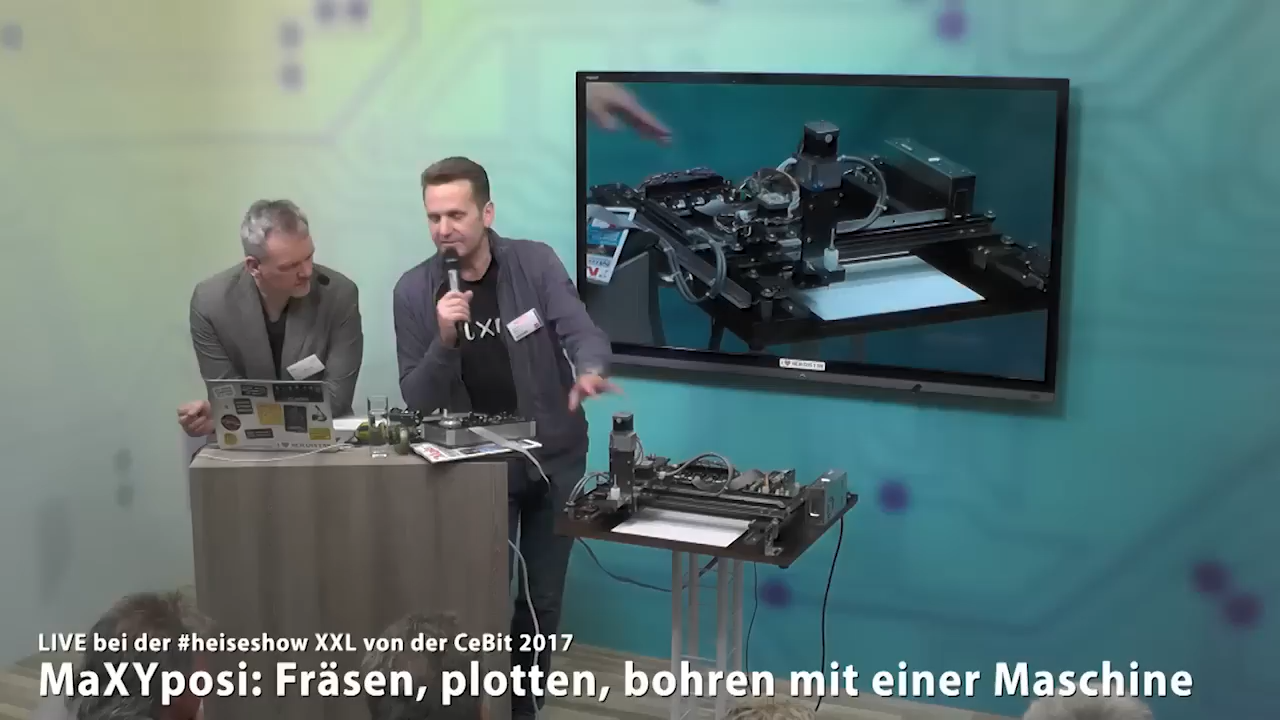 LIVE bei der #heiseshow XXL von der CeBit 2017
MaXYposi: Fräsen, plotten, bohren mit einer Maschine